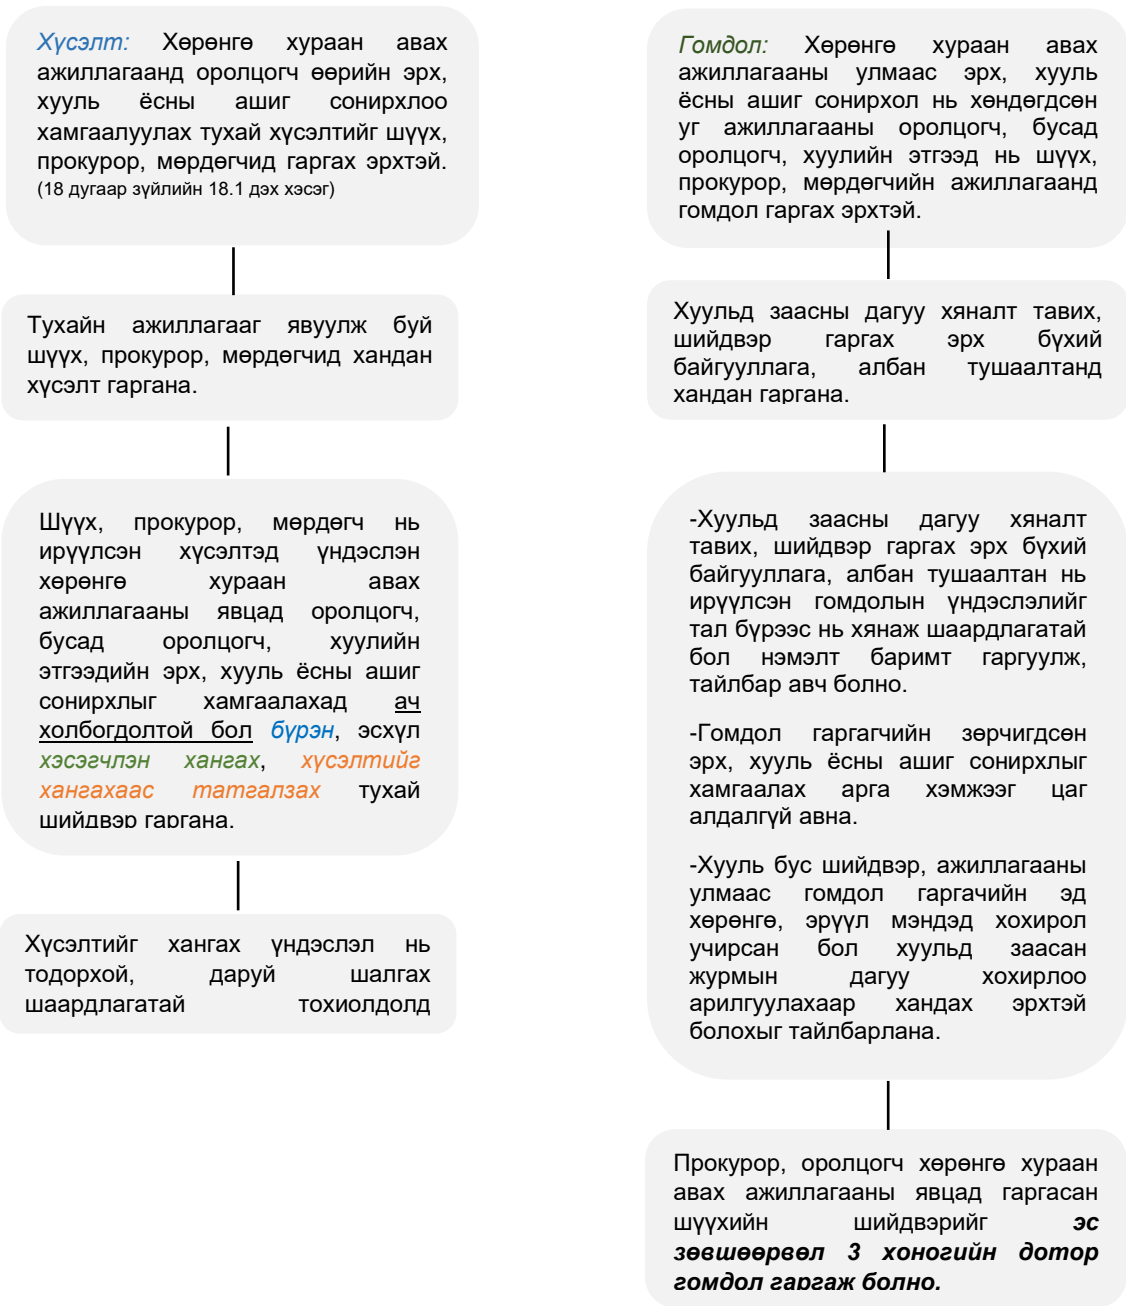 Хүсэлт: Хөрөнгө хураан авах
ажиллагаанд оролцогч өөрийн эрх,
хууль ёсны ашиг сонирхлоо
хамгаалуулах тухай хүсэлтийг шүүх,
прокурор, мөрдөгчид гаргах эрхтэй.
(18 дугаар зүйлийн 18.1 дэх хэсэг)
Тухайн ажиллагааг явуулж буй
шүүх, прокурор, мөрдөгчид хандан
хүсэлт гаргана.
Шүүх, прокурор, мөрдөгч нь
ирүүлсэн хүсэлтэд үндэслэн
хөрөнгө хураан авах
ажиллагааны явцад оролцогч,
бусад оролцогч, хуулийн
этгээдийн эрх, хууль ёсны ашиг
сонирхлыг хамгаалахад ач
холбогдолтой бол бүрэн, эсхүл
хэсэгчлэн хангах, хүсэлтийг
хангахаас татгалзах тухай
шийдвэр гаргана.
Хүсэлтийг хангах үндэслэл нь
тодорхой, даруй шалгах
шаардлагатай тохиолдолд
Гомдол: Хөрөнгө хураан авах
ажиллагааны улмаас эрх, хууль
ёсны ашиг сонирхол нь хөндөгдсөн
уг ажиллагааны оролцогч, бусад
оролцогч, хуулийн этгээд нь шүүх,
прокурор, мөрдөгчийн ажиллагаанд
гомдол гаргах эрхтэй.
Хуульд заасны дагуу хяналт тавих,
шийдвэр гаргах эрх бүхий
байгууллага, албан тушаалтанд
хандан гаргана.
-Хуульд заасны дагуу хяналт
тавих, шийдвэр гаргах эрх бүхий
байгууллага, албан тушаалтан нь
ирүүлсэн гомдолын үндэслэлийг
тал бүрээс нь хянаж шаардлагатай
бол нэмэлт баримт гаргуулж,
тайлбар авч болно.
-Гомдол гаргагчийн зөрчигдсөн
эрх, хууль ёсны ашиг сонирхлыг
хамгаалах арга хэмжээг цаг
алдалгүй авна.
-Хууль бус шийдвэр, ажиллагааны
улмаас гомдол гаргачийн эд
хөрөнгө, эрүүл мэндэд хохирол
учирсан бол хуульд заасан
журмын дагуу хохирлоо
арилгуулахаар хандах эрхтэй
болохыг тайлбарлана.
Прокурор, оролцогч хөрөнгө хураан
авах ажиллагааны явцад гаргасан
шүүхийн шийдвэрийг эс
зөвшөөрвөл 3 хоногийн дотор
гомдол гаргаж болно.